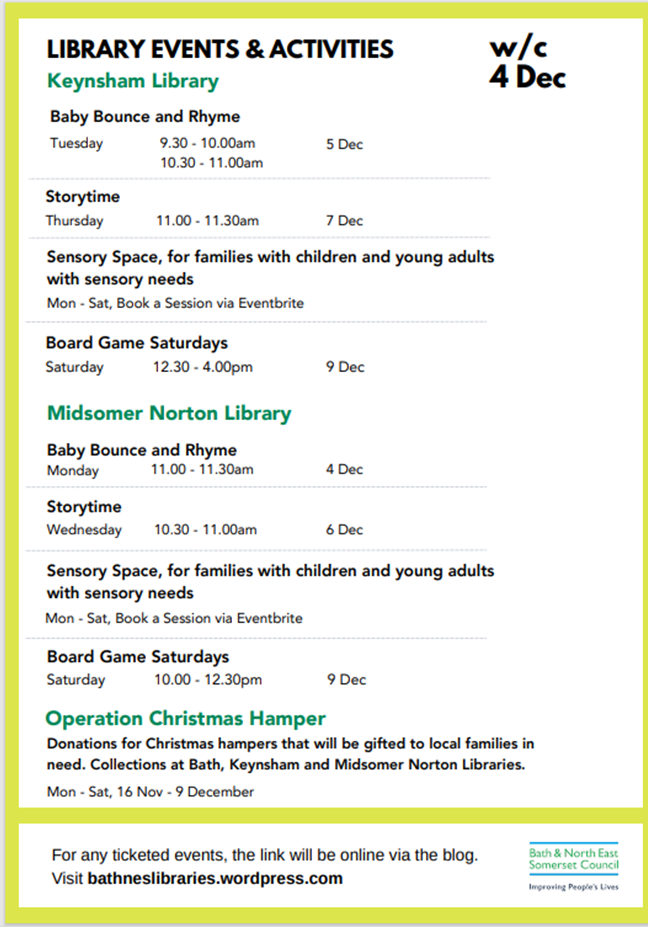 LIBRARY EVENTS & ACTIVITIES
w/c
4 Dec
Keynsham Library
Baby Bounce and Rhyme
Tuesday 9.30 - 10.00am 5 Dec
10.30 - 11.00am
Storytime
Thursday 11.00 - 11.30am 7 Dec
Sensory Space, for families with children and young adults
with sensory needs
Mon - Sat, Book a Session via Eventbrite
Board Game Saturdays
Saturday 12.30 - 4.00pm 9 Dec
Midsomer Norton Library
Baby Bounce and Rhyme
Monday 11.00 - 11.30am 4 Dec
Storytime
Wednesday 10.30 - 11.00am 6 Dec
Sensory Space, for families with children and young adults
with sensory needs
Mon - Sat, Book a Session via Eventbrite
Board Game Saturdays
Saturday 10.00 - 12.30pm 9 Dec
Operation Christmas Hamper
Donations for Christmas hampers that will be gifted to local families in
need. Collections at Bath, Keynsham and Midsomer Norton Libraries.
Mon - Sat, 16 Nov - 9 December
For any ticketed events, the link will be online via the blog.
Visit bathneslibraries.wordpress.com
Bath & North East
Somerset Council
Improving People's Lives